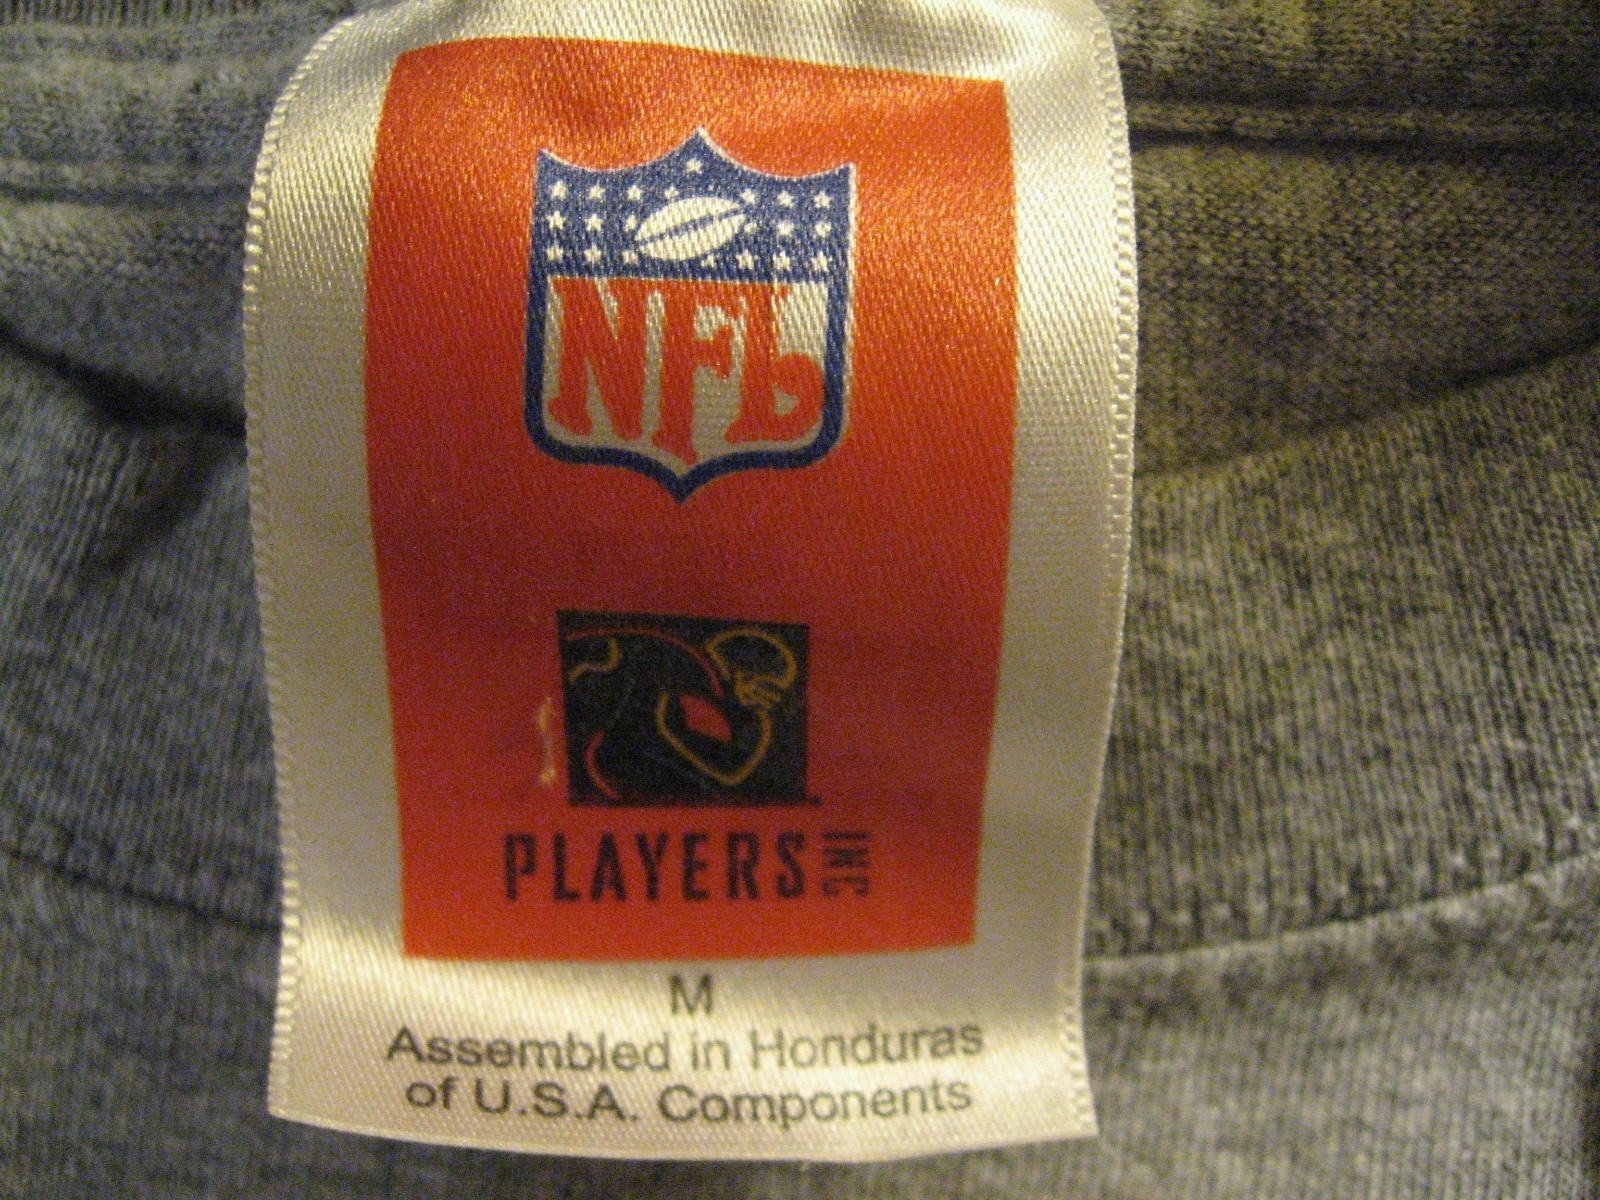 NFL
PLAYERS INC
M
Assembled in Honduras
of U.S.A. Components